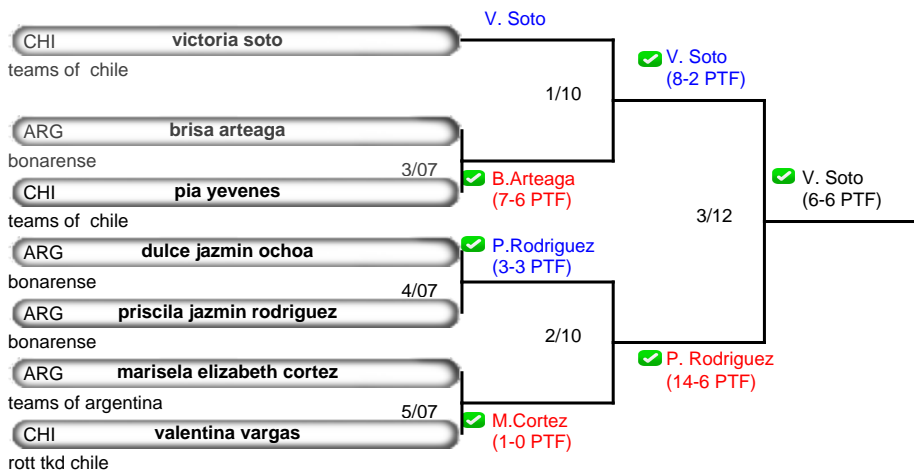 V. Soto
CHI victoria soto
teams of chile
V. Soto
(8-2 PTF)
1/10
ARG brisa arteaga
bonarense
3/07
B.Arteaga
(7-6 PTF)
CHI pia yevenes
teams of chile
V. Soto
(6-6 PTF)
3/12
ARG dulce jazmin ochoa
bonarense
P.Rodriguez
(3-3 PTF)
4/07
ARG priscila jazmin rodriguez
bonarense
2/10
P. Rodriguez
(14-6 PTF)
ARG marisela elizabeth cortez
teams of argentina
5/07
M.Cortez
(1-0 PTF)
CHI valentina vargas
rott tkd chile